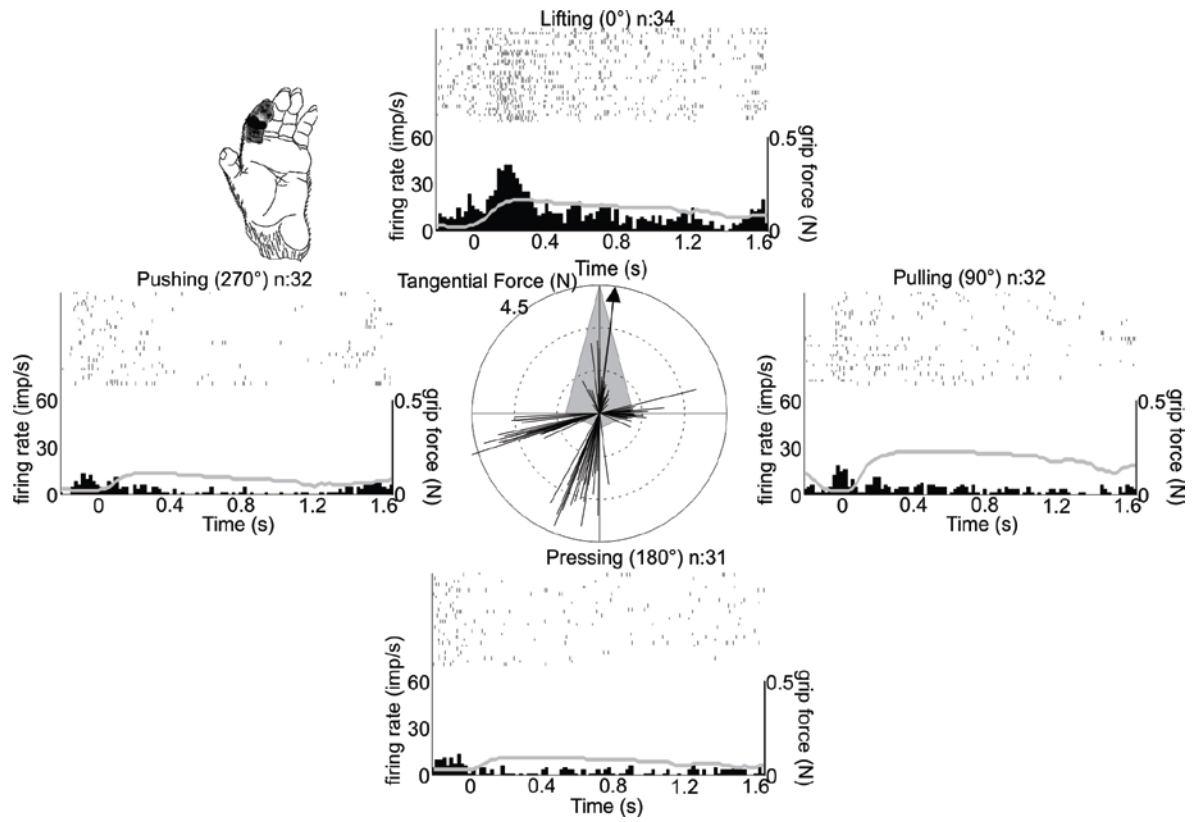 Lifting (0°) n:34
60
30
0
firing rate (imp/s)
0.5
0
grip force (N)
0 0.4 0.8 1.2 1.6
Time (s)
Pushing (270°) n:32
60
30
0
firing rate (imp/s)
0.5
0
grip force (N)
0 0.4 0.8 1.2 1.6
Time (s)
Tangential Force (N)
4.5
Pulling (90°) n:32
60
30
0
firing rate (imp/s)
0.5
0
grip force (N)
0 0.4 0.8 1.2 1.6
Time (s)
Pressing (180°) n:31
60
30
0
firing rate (imp/s)
0.5
0
grip force (N)
0 0.4 0.8 1.2 1.6
Time (s)